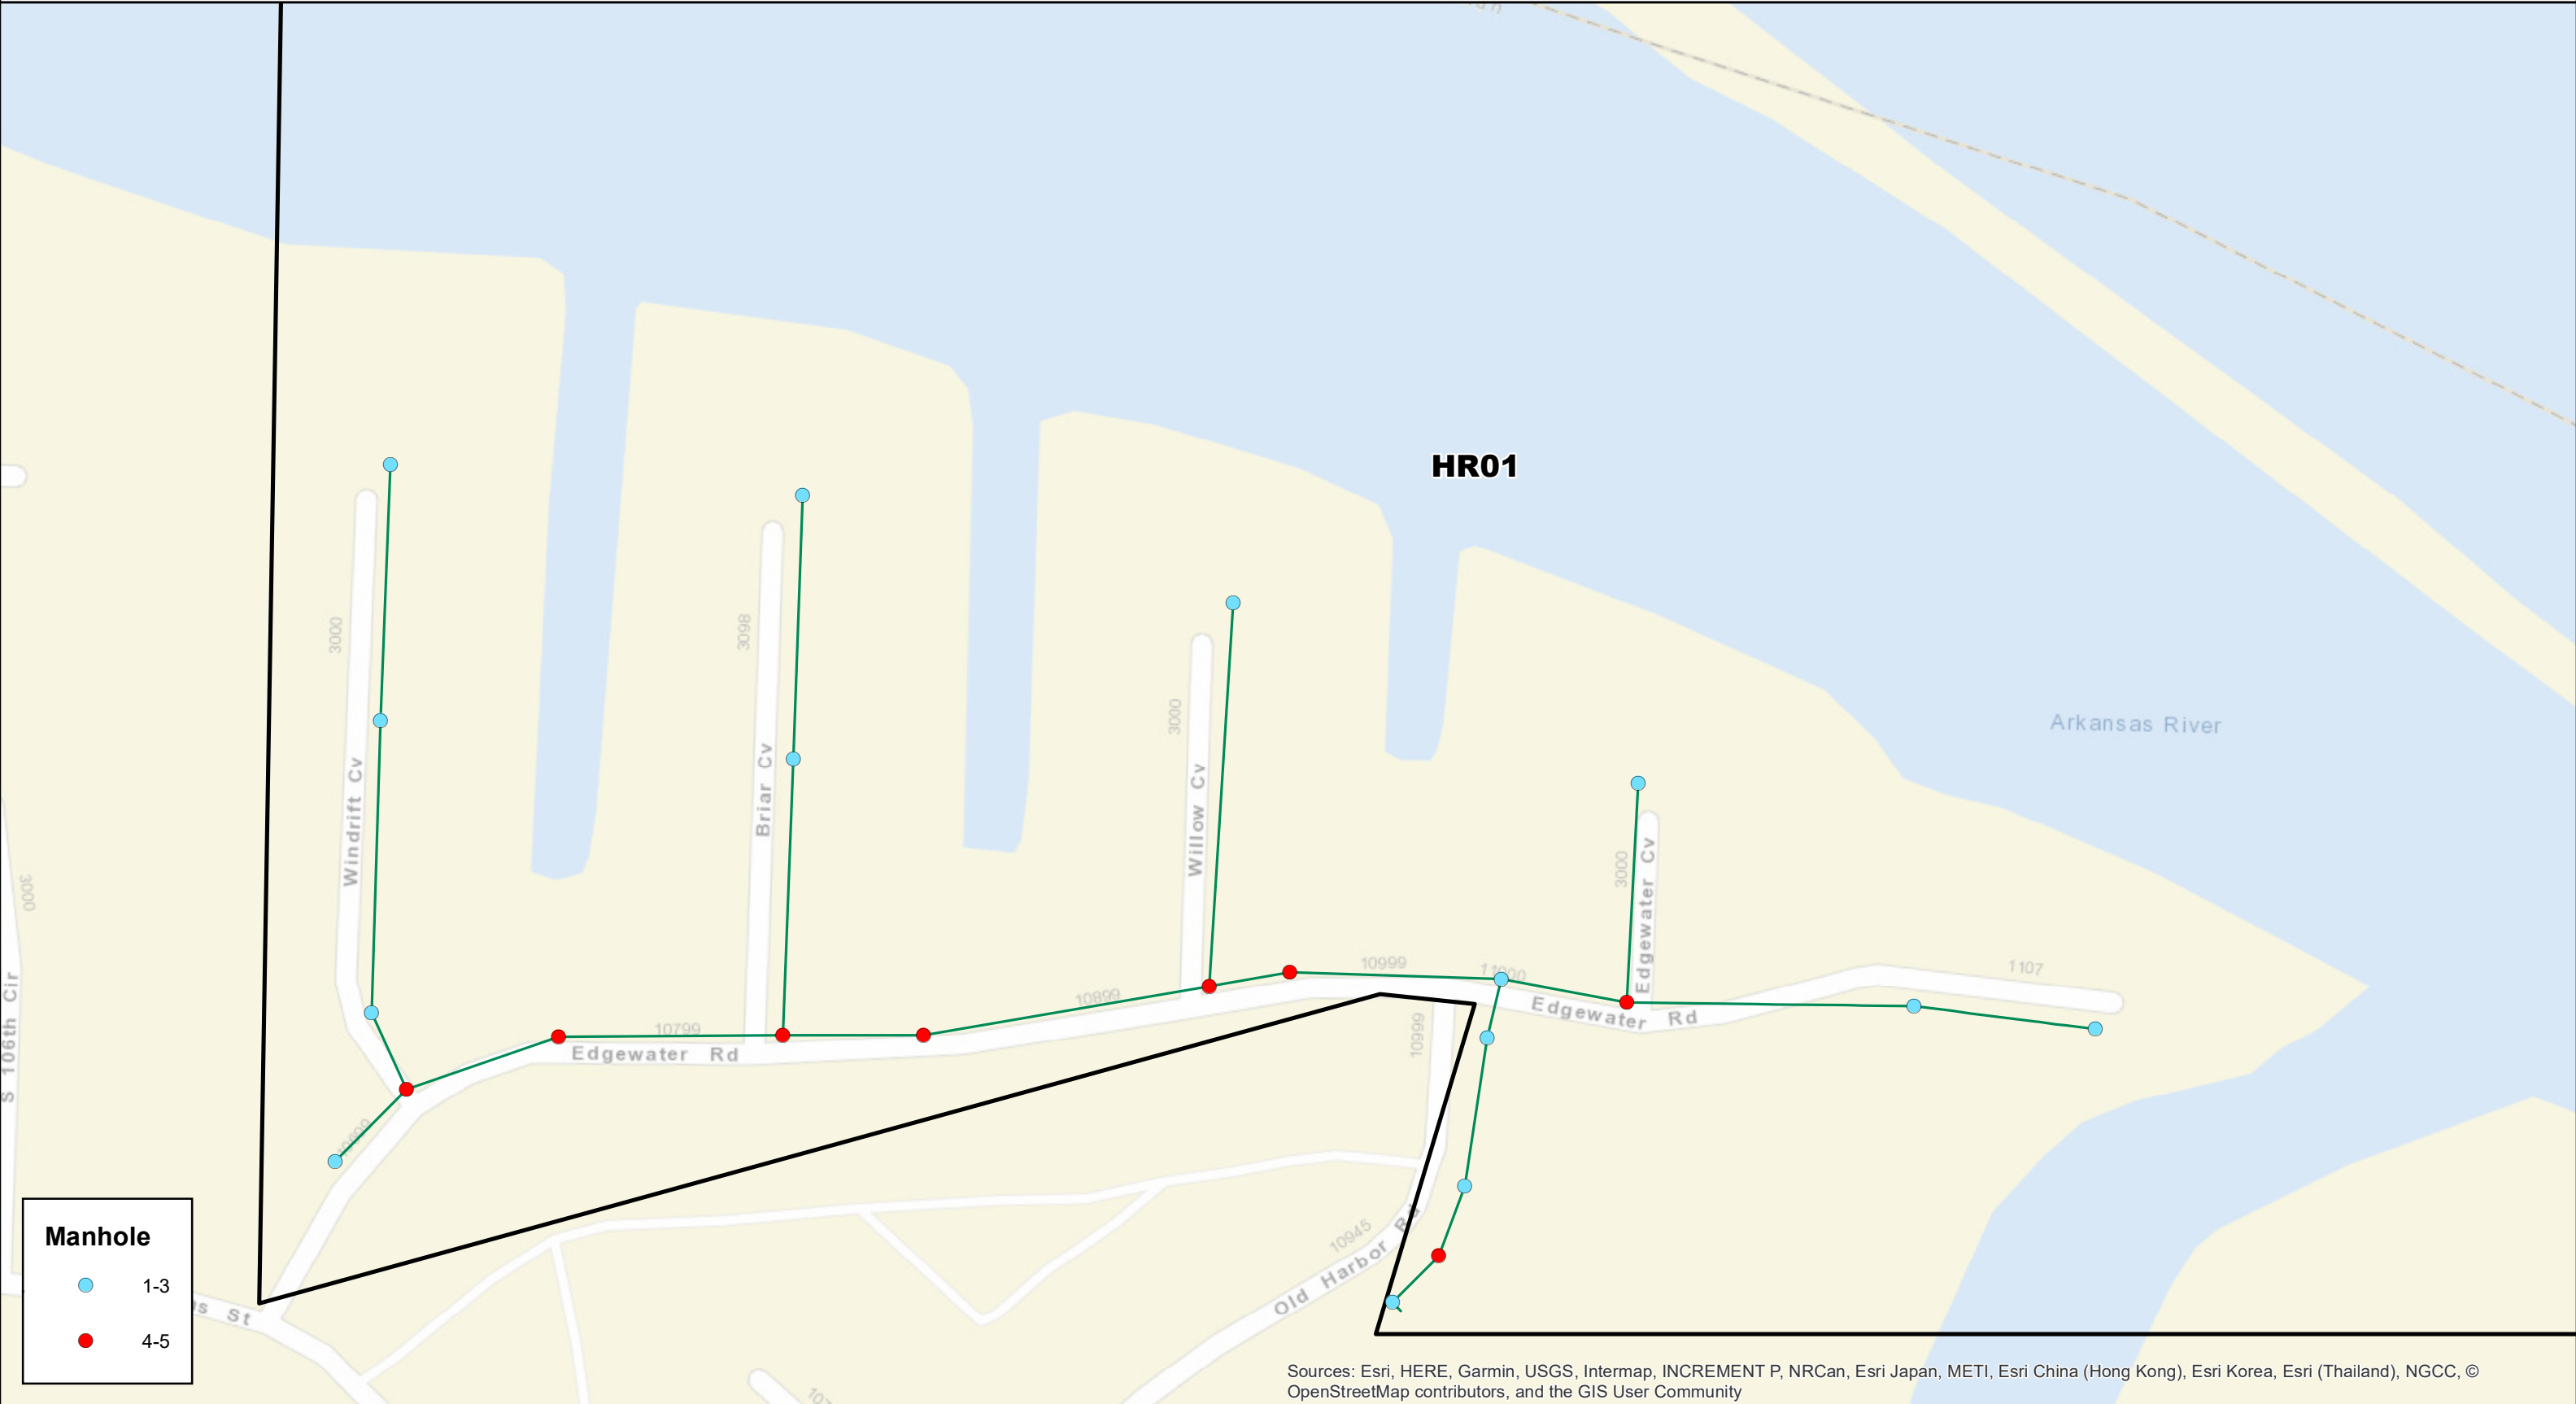 HR01
3000
3098
3000
Arkansas River
Windrift Cv
Briar Cv
Willow Cv
3000
Edgewater Cv
3000
10999
11000
1107
10899
10799
Edgewater Rd
Edgewater Rd
S 106th Cir
10999
10945
Old Harbor Rd
St
Manhole
1-3
4-5
Sources: Esri, HERE, Garmin, USGS, Intermap, INCREMENT P, NRCan, Esri Japan, METI, Esri China (Hong Kong), Esri Korea, Esri (Thailand), NGCC, ©
OpenStreetMap contributors, and the GIS User Community